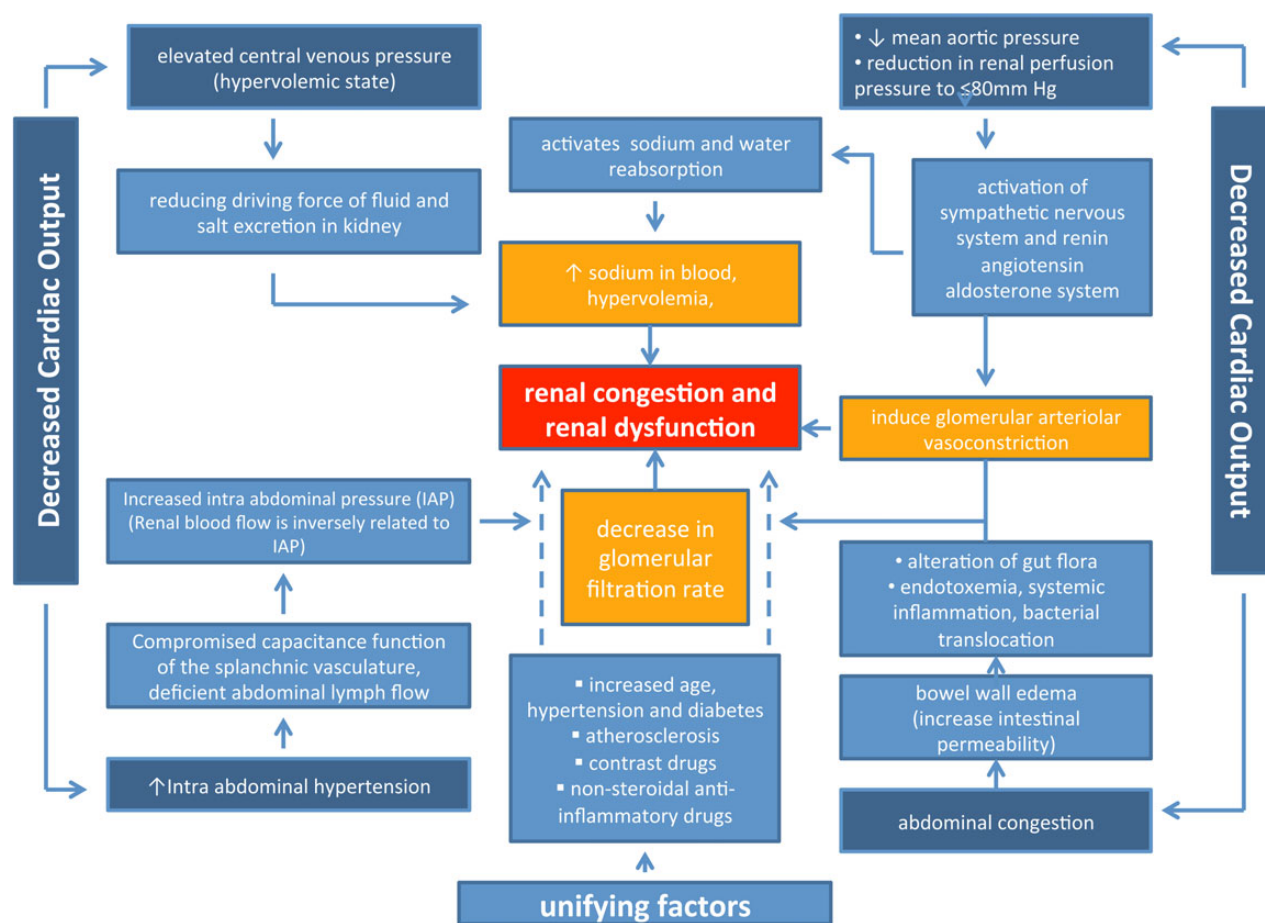 Decreased Cardiac Output
elevated central venous pressure
(hypervolemic state)
reducing driving force of fluid and
salt excretion in kidney
activates sodium and water
reabsorption
↑ sodium in blood,
hypervolemia,
renal congestion and
renal dysfunction
• ↓ mean aortic pressure
• reduction in renal perfusion
pressure to ≤80mm Hg
activation of
sympathetic nervous
system and renin
angiotensin
aldosterone system
induce glomerular arteriolar
vasoconstriction
Decreased Cardiac Output
Increased intra abdominal pressure (IAP)
(Renal blood flow is inversely related to
IAP)
Compromised capacitance function
of the splanchnic vasculature,
deficient abdominal lymph flow
↑Intra abdominal hypertension
decrease in
glomerular
filtration rate
▪ increased age,
hypertension and diabetes
▪ atherosclerosis
▪ contrast drugs
▪ non-steroidal anti-
inflammatory drugs
unifying factors
• alteration of gut flora
• endotoxemia, systemic
inflammation, bacterial
translocation
bowel wall edema
(increase intestinal
permeability)
abdominal congestion